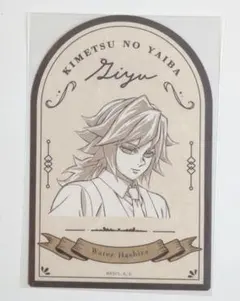 KIMETSU NO YAIBA
Giyu
Water Hashira